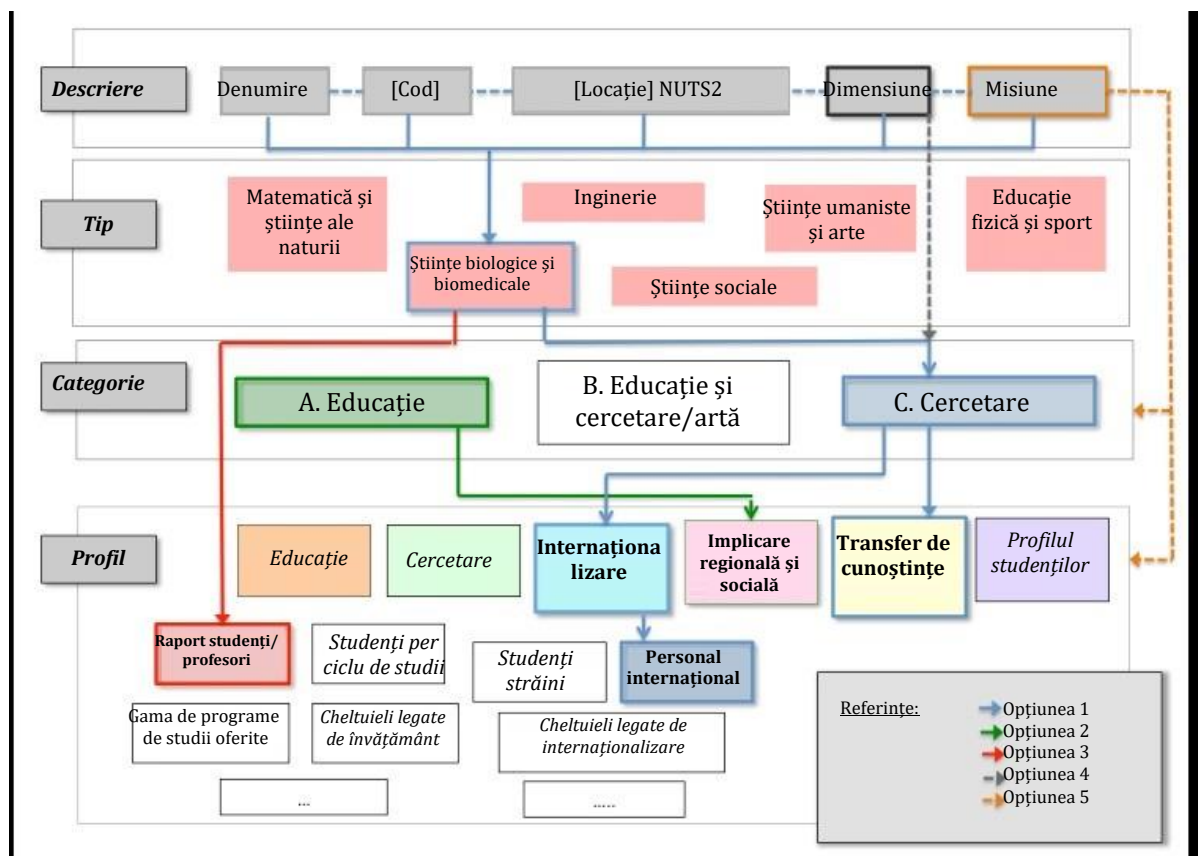 Descriere
Denumire
[Cod]
[Locație] NUTS2
Dimensiune
Misiune
Tip
Matematică și
științe ale
naturii
Inginerie
Științe umaniste
și arte
Educație
fizică și sport
Științe biologice și
biomedicale
Științe sociale
Categorie
A. Educație
B. Educație și
cercetare/artă
C. Cercetare
Profil
Educație
Cercetare
Internaționa
lizare
Implicare
regională și
socială
Transfer de
cunoștințe
Profilul
studenților
Raport studenți/
profesori
Studenți per
ciclu de studii
Studenți
străini
Personal
internațional
Gama de programe
de studii oferite
Cheltuieli legate
de învățământ
Cheltuieli legate de
internaționalizare
...
.....
Referințe:
Opțiunea 1
Opțiunea 2
Opțiunea 3
Opțiunea 4
Opțiunea 5